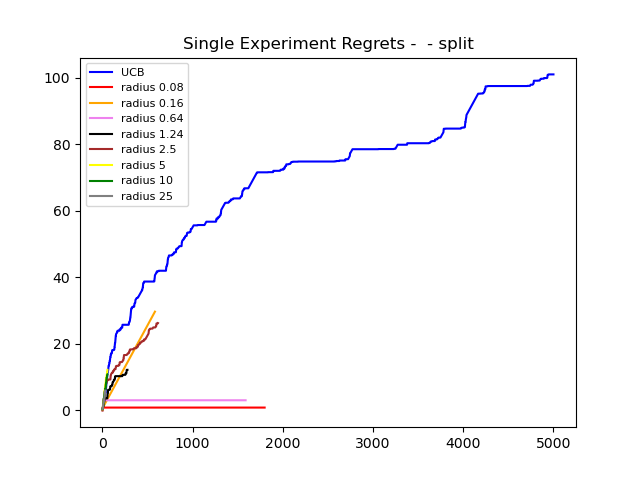 Single Experiment Regrets -  - split
UCB
radius 0.08
radius 0.16
radius 0.64
radius 1.24
radius 2.5
radius 5
radius 10
radius 25
100
80
60
40
20
0
0 1000 2000 3000 4000 5000